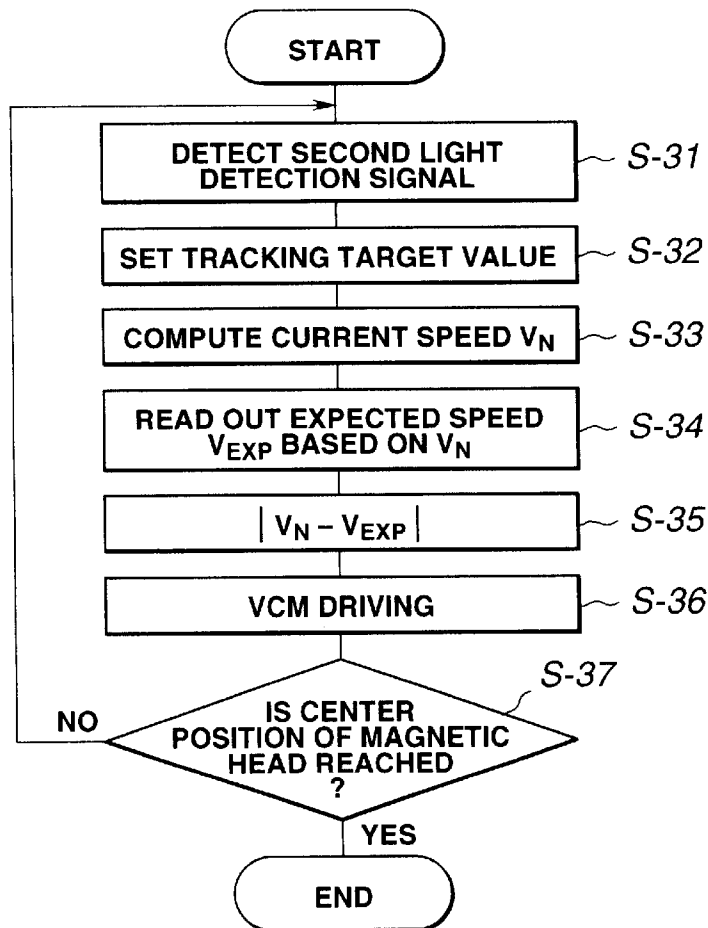 START
DETECT SECOND LIGHT
DETECTION SIGNAL
S-31
SET TRACKING TARGET VALUE
S-32
COMPUTE CURRENT SPEED VN
S-33
READ OUT EXPECTED SPEED
VEXP BASED ON VN
S-34
| VN – VEXP |
S-35
VCM DRIVING
S-36
S-37
IS CENTER
POSITION OF MAGNETIC
HEAD REACHED
?
NO
YES
END